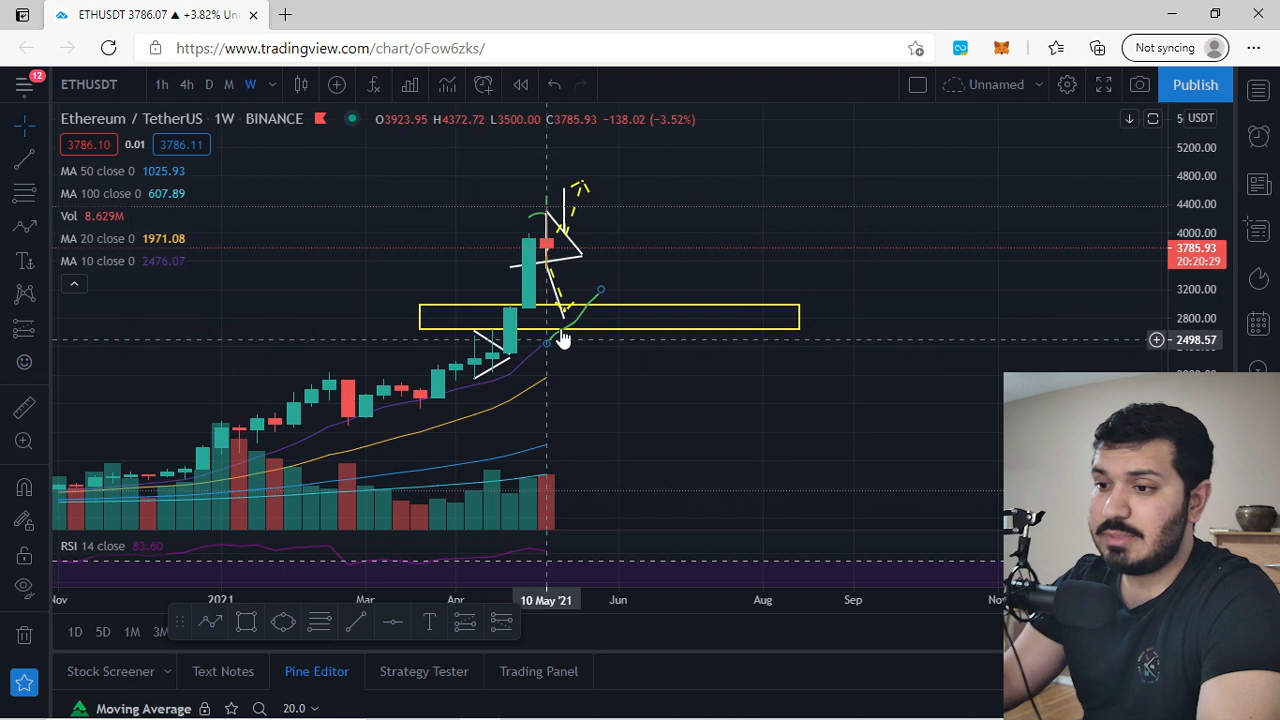 ETHUSDT 3786.07 ▲ +3.82% Un
https://www.tradingview.com/chart/oFow6zks/
Not syncing
12
ETHUSDT 1h 4h D M W
Unnamed
Publish
Ethereum / TetherUS · 1W · BINANCE
O3923.95 H4372.72 L3500.00 C3785.93 −138.02 (−3.52%)
USDT
3786.10 0.01 3786.11
MA 50 close 0 1025.93
MA 100 close 0 607.89
Vol 8.629M
MA 20 close 0 1971.08
MA 10 close 0 2476.07
5200.00
4800.00
4400.00
4000.00
3785.93
20:20:29
3200.00
2800.00
2498.57
RSI 14 close 83.60
Nov 2021 Mar Apr 10 May '21 Jun Aug Sep No
1D 5D 1M 3M
Stock Screener Text Notes Pine Editor Strategy Tester Trading Panel
Moving Average 20.0